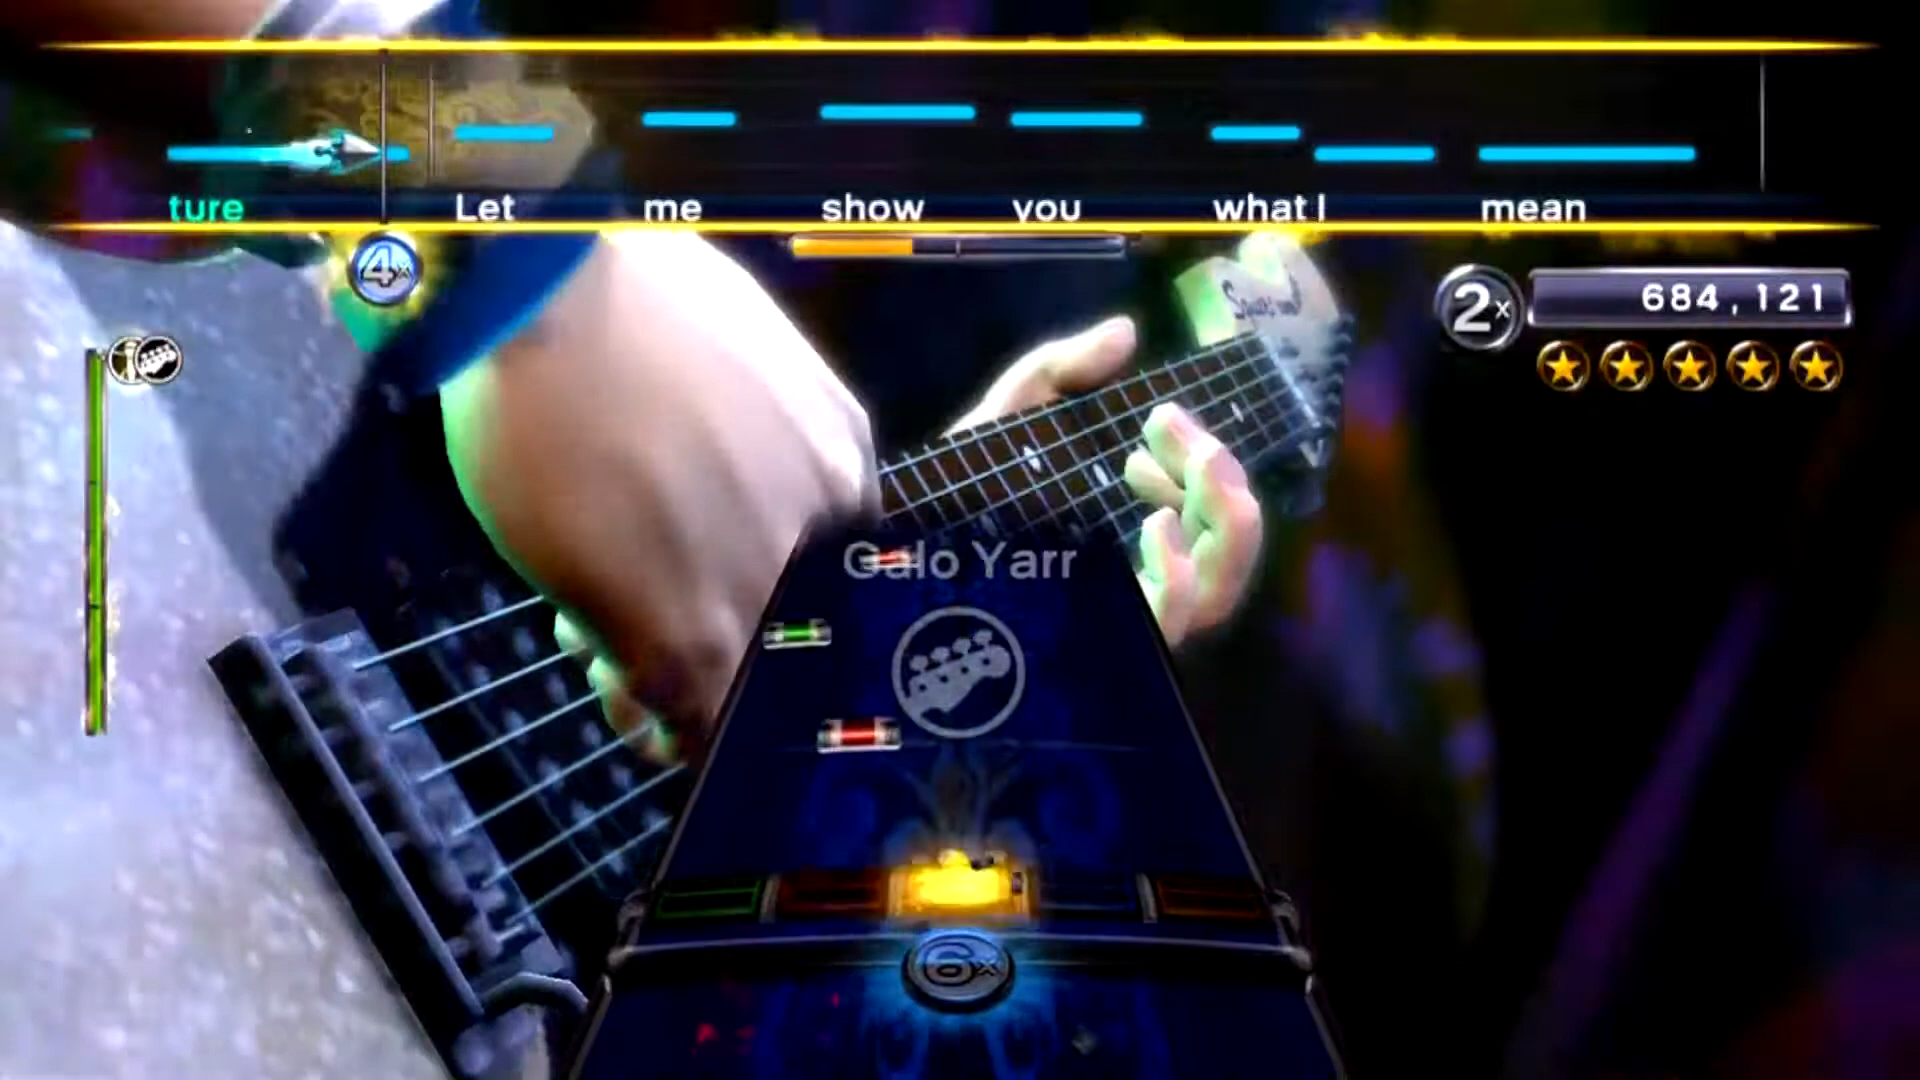 ture Let me show you what I mean
4x
2x 684,121
Galo Yarr
6x